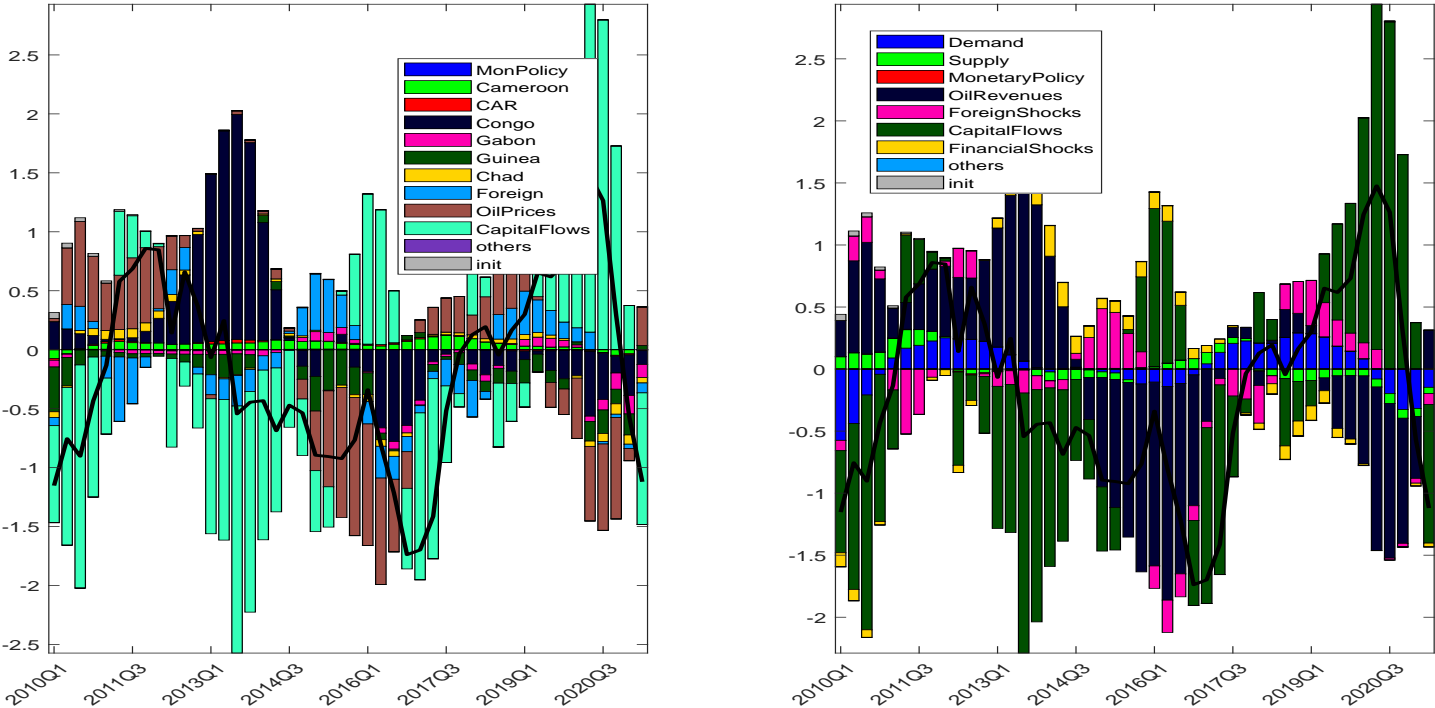 2.5
2
1.5
1
0.5
0
-0.5
-1
-1.5
-2
-2.5
2010Q1
2011Q3
2013Q1
2014Q3
2016Q1
2017Q3
2019Q1
2020Q3
MonPolicy
Cameroon
CAR
Congo
Gabon
Guinea
Chad
Foreign
OilPrices
CapitalFlows
others
init
2.5
2
1.5
1
0.5
0
-0.5
-1
-1.5
-2
2010Q1
2011Q3
2013Q1
2014Q3
2016Q1
2017Q3
2019Q1
2020Q3
Demand
Supply
MonetaryPolicy
OilRevenues
ForeignShocks
CapitalFlows
FinancialShocks
others
init